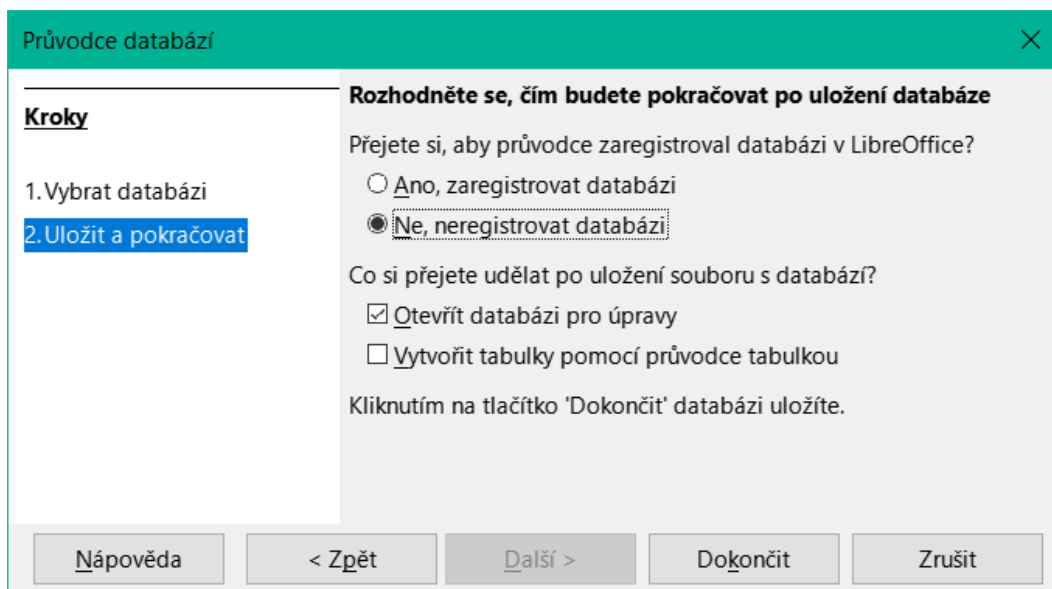 Průvodce databází
Kroky
1. Vybrat databázi
2. Uložit a pokračovat
Rozhodněte se, čím budete pokračovat po uložení databáze
Přejete si, aby průvodce zaregistroval databázi v LibreOffice?
Ano, zaregistrovat databázi
Ne, neregistrovat databázi
Co si přejete udělat po uložení souboru s databází?
Otevřít databázi pro úpravy
Vytvořit tabulky pomocí průvodce tabulkou
Kliknutím na tlačítko 'Dokončit' databázi uložíte.
Nápověda
< Zpět
Další >
Dokončit
Zrušit